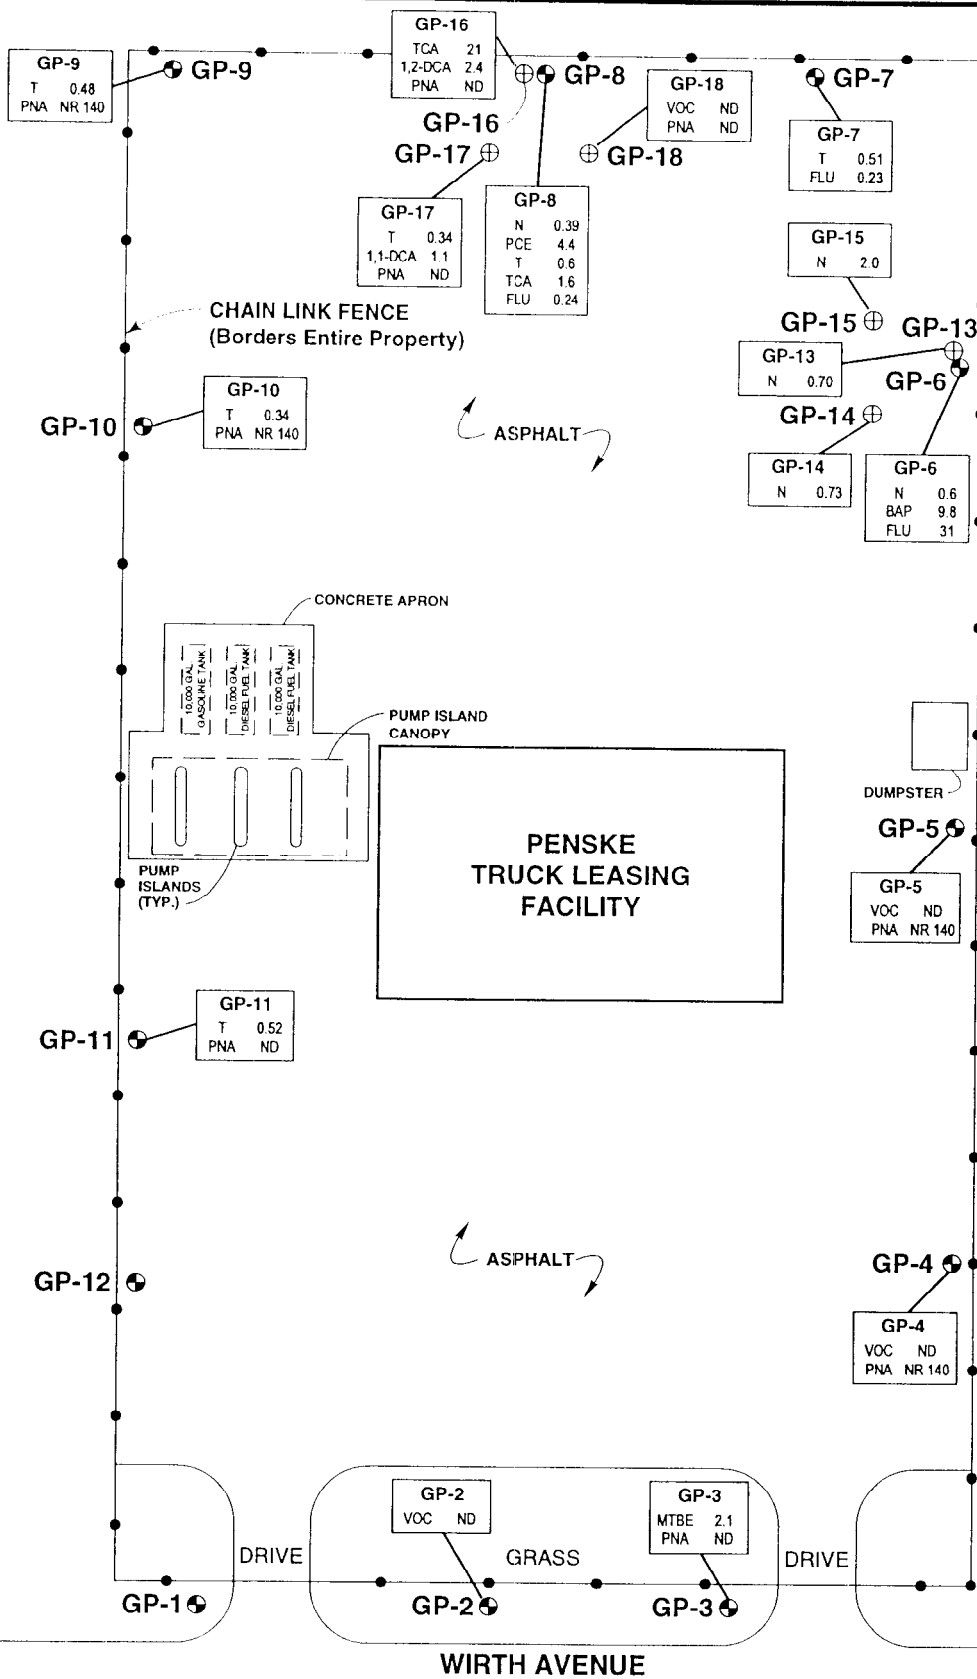 GP-16
TCA 21
1,2-DCA 2.4
PNA ND
GP-9
T 0.48
PNA NR 140
GP-9
GP-8
GP-7
GP-18
VOC ND
PNA ND
GP-16
GP-17
GP-18
GP-7
T 0.51
FLU 0.23
GP-17
T 0.34
1,1-DCA 1.1
PNA ND
GP-8
N 0.39
PCE 4.4
T 0.6
TCA 1.6
FLU 0.24
GP-15
N 2.0
CHAIN LINK FENCE
(Borders Entire Property)
GP-15
GP-13
GP-13
N 0.70
GP-6
GP-10
T 0.34
PNA NR 140
GP-10
ASPHALT
GP-14
GP-14
N 0.73
GP-6
N 0.6
BAP 9.8
FLU 31
CONCRETE APRON
10,000 GAL.
GASOLINE TANK
10,000 GAL.
DIESEL FUEL TANK
10,000 GAL.
DIESEL FUEL TANK
PUMP ISLAND
CANOPY
DUMPSTER
PENSKE
TRUCK LEASING
FACILITY
GP-5
PUMP
ISLANDS
(TYP.)
GP-5
VOC ND
PNA NR 140
GP-11
T 0.52
PNA ND
GP-11
ASPHALT
GP-12
GP-4
GP-4
VOC ND
PNA NR 140
GP-2
VOC ND
GP-3
MTBE 2.1
PNA ND
DRIVE
GRASS
DRIVE
GP-1
GP-2
GP-3
WIRTH AVENUE